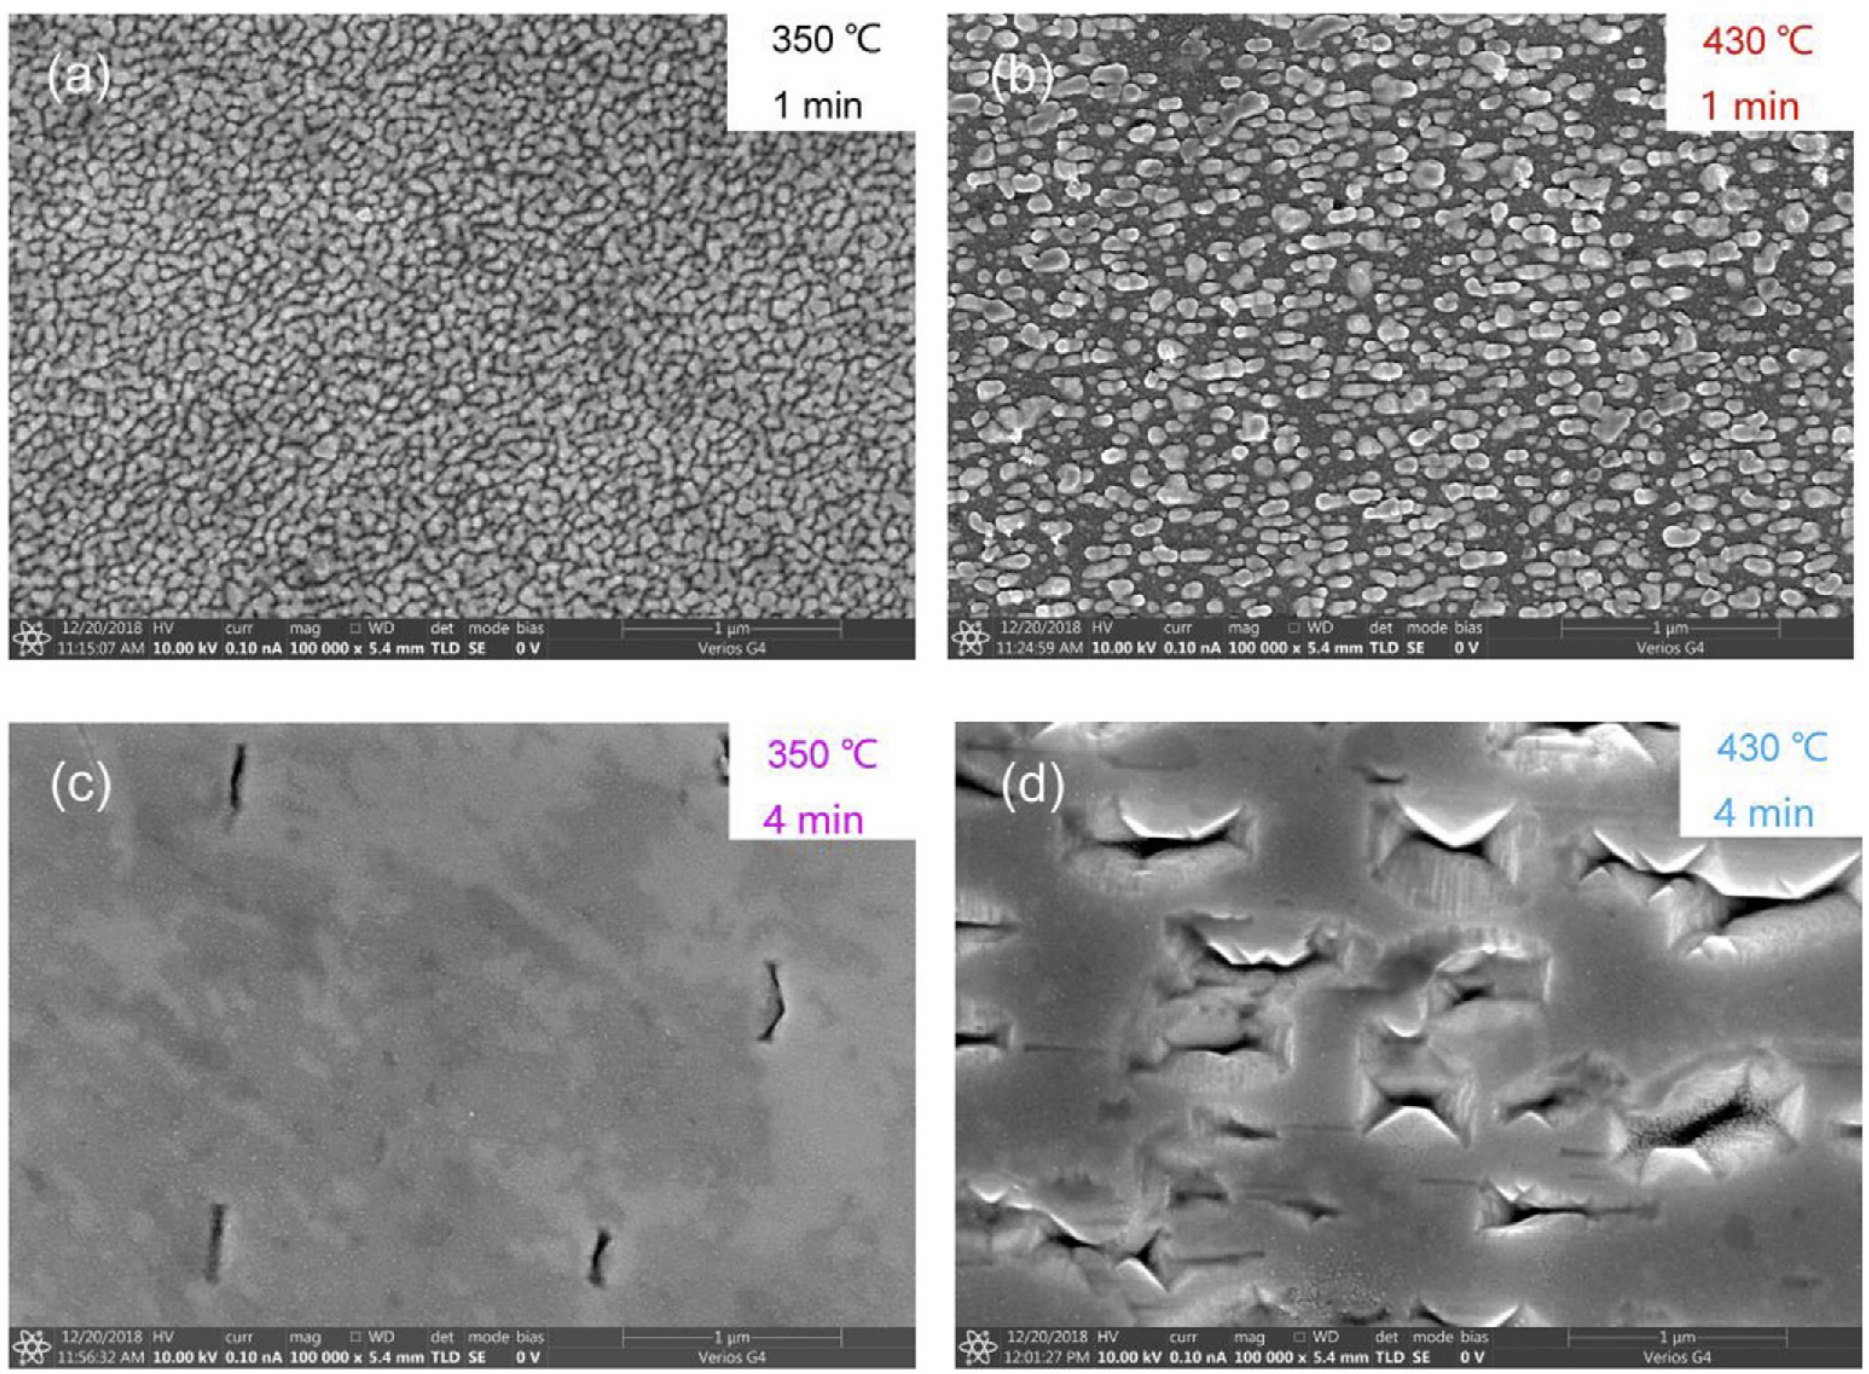 (a)
350 ℃
1 min
12/20/2018 HV curr mag □ WD det mode bias
11:15:07 AM 10.00 kV 0.10 nA 100 000 x 5.4 mm TLD SE 0 V
1 µm
Verios G4
(b)
430 ℃
1 min
12/20/2018 HV curr mag □ WD det mode bias
11:24:59 AM 10.00 kV 0.10 nA 100 000 x 5.4 mm TLD SE 0 V
1 µm
Verios G4
(c)
350 ℃
4 min
12/20/2018 HV curr mag □ WD det mode bias
11:56:32 AM 10.00 kV 0.10 nA 100 000 x 5.4 mm TLD SE 0 V
1 µm
Verios G4
(d)
430 ℃
4 min
12/20/2018 HV curr mag □ WD det mode bias
12:01:27 PM 10.00 kV 0.10 nA 100 000 x 5.4 mm TLD SE 0 V
1 µm
Verios G4